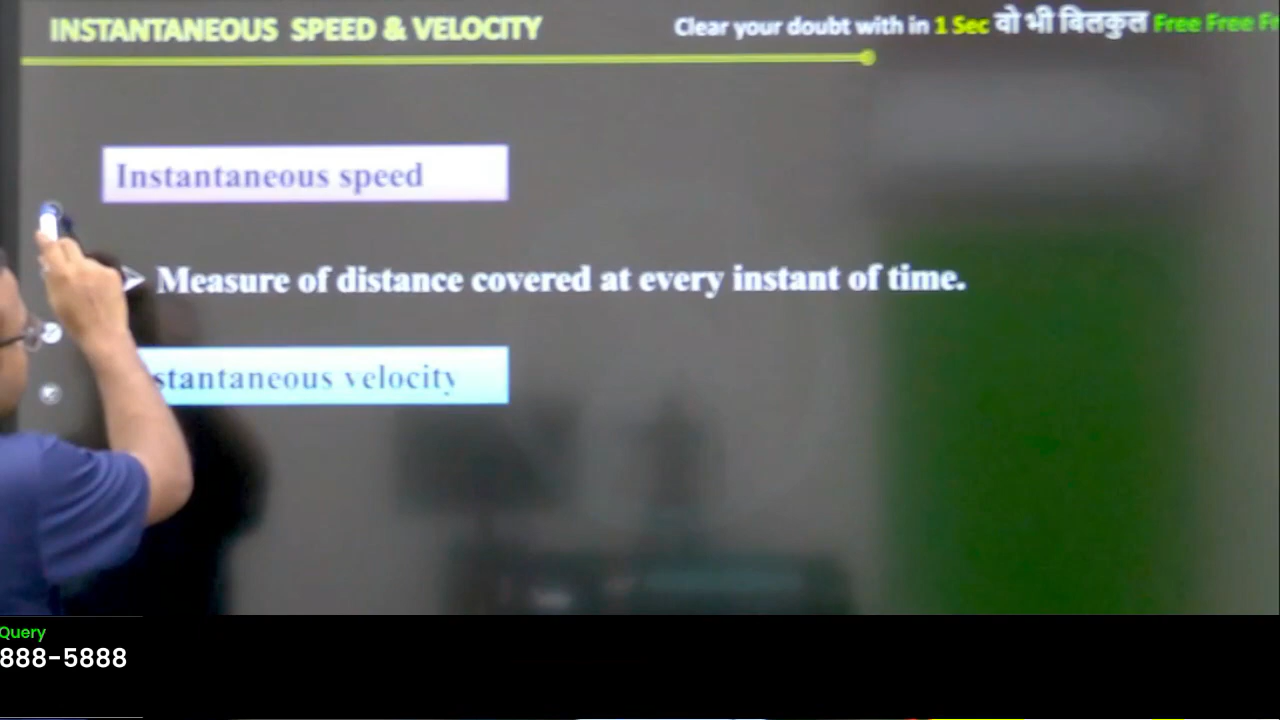 INSTANTANEOUS SPEED & VELOCITY
Clear your doubt with in 1 Sec वो भी बिलकुल Free Free
Instantaneous speed
➢ Measure of distance covered at every instant of time.
stantaneous velocity
Query
888-5888